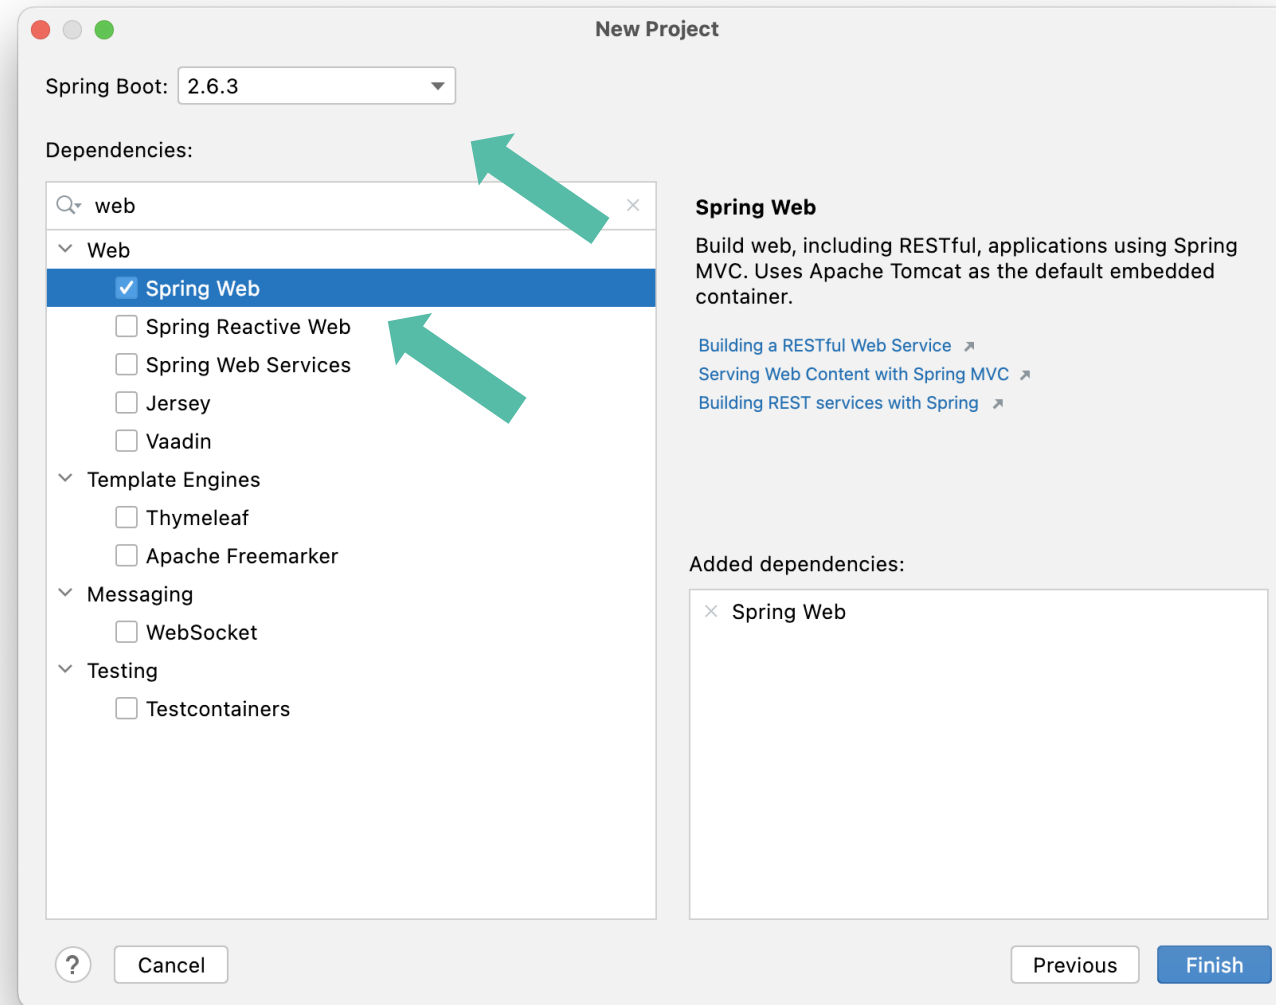 New Project
Spring Boot: 2.6.3
Dependencies:
web
Web
Spring Web
Spring Reactive Web
Spring Web Services
Jersey
Vaadin
Template Engines
Thymeleaf
Apache Freemarker
Messaging
WebSocket
Testing
Testcontainers
Spring Web
Build web, including RESTful, applications using Spring
MVC. Uses Apache Tomcat as the default embedded
container.
Building a RESTful Web Service
Serving Web Content with Spring MVC
Building REST services with Spring
Added dependencies:
Spring Web
? Cancel Previous Finish